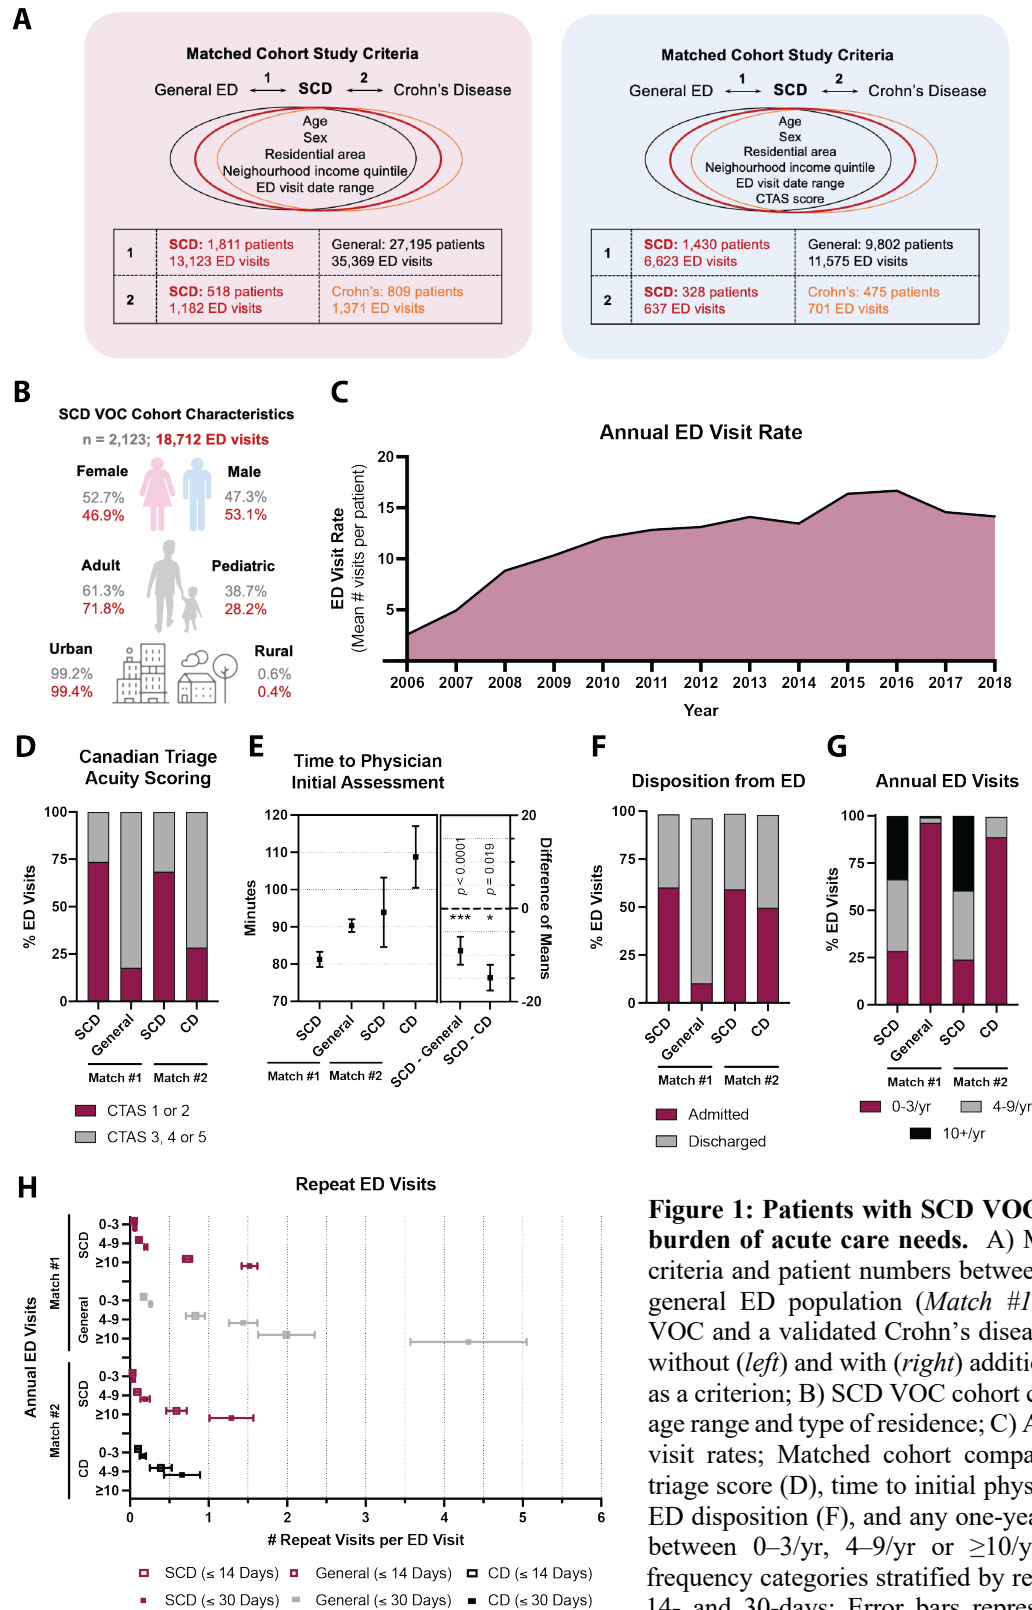 A
Matched Cohort Study Criteria
1 2
General ED SCD Crohn's Disease
Age
Sex
Residential area
Neighourhood income quintile
ED visit date range
1 SCD: 1,811 patients General: 27,195 patients
13,123 ED visits 35,369 ED visits
2 SCD: 518 patients Crohn's: 809 patients
1,182 ED visits 1,371 ED visits
Matched Cohort Study Criteria
1 2
General ED SCD Crohn's Disease
Age
Sex
Residential area
Neighourhood income quintile
ED visit date range
CTAS score
1 SCD: 1,430 patients General: 9,802 patients
6,623 ED visits 11,575 ED visits
2 SCD: 328 patients Crohn's: 475 patients
637 ED visits 701 ED visits
B
SCD VOC Cohort Characteristics
n = 2,123; 18,712 ED visits
Female Male
52.7% 47.3%
46.9% 53.1%
Adult Pediatric
61.3% 38.7%
71.8% 28.2%
Urban Rural
99.2% 0.6%
99.4% 0.4%
C
Annual ED Visit Rate
ED Visit Rate
(Mean # visits per patient)
20
15
10
5
2006 2007 2008 2009 2010 2011 2012 2013 2014 2015 2016 2017 2018
Year
D
Canadian Triage
Acuity Scoring
% ED Visits
100
75
50
25
0
SCD General SCD CD
Match #1 Match #2
CTAS 1 or 2
CTAS 3, 4 or 5
E
Time to Physician
Initial Assessment
Minutes
120
110
100
90
80
70
p < 0.0001
p = 0.019
*** *
20
0
-20
Difference of Means
SCD General SCD CD SCD - General SCD - CD
Match #1 Match #2
F
Disposition from ED
% ED Visits
100
75
50
25
0
SCD General SCD CD
Match #1 Match #2
Admitted
Discharged
G
Annual ED Visits
% ED Visits
100
75
50
25
0
SCD General SCD CD
Match #1 Match #2
0-3/yr 4-9/yr
10+/yr
H
Repeat ED Visits
Annual ED Visits
Match #1
SCD
0-3
4-9
≥10
General
0-3
4-9
≥10
Match #2
SCD
0-3
4-9
≥10
CD
0-3
4-9
≥10
0 1 2 3 4 5 6
# Repeat Visits per ED Visit
SCD (≤ 14 Days) General (≤ 14 Days) CD (≤ 14 Days)
SCD (≤ 30 Days) General (≤ 30 Days) CD (≤ 30 Days)
Figure 1: Patients with SCD VOC
burden of acute care needs. A) M
criteria and patient numbers between
general ED population (Match #1
VOC and a validated Crohn's disea
without (left) and with (right) additio
as a criterion; B) SCD VOC cohort c
age range and type of residence; C) A
visit rates; Matched cohort compa
triage score (D), time to initial phys
ED disposition (F), and any one-yea
between 0–3/yr, 4–9/yr or ≥10/y
frequency categories stratified by re
14- and 30-days; Error bars repres